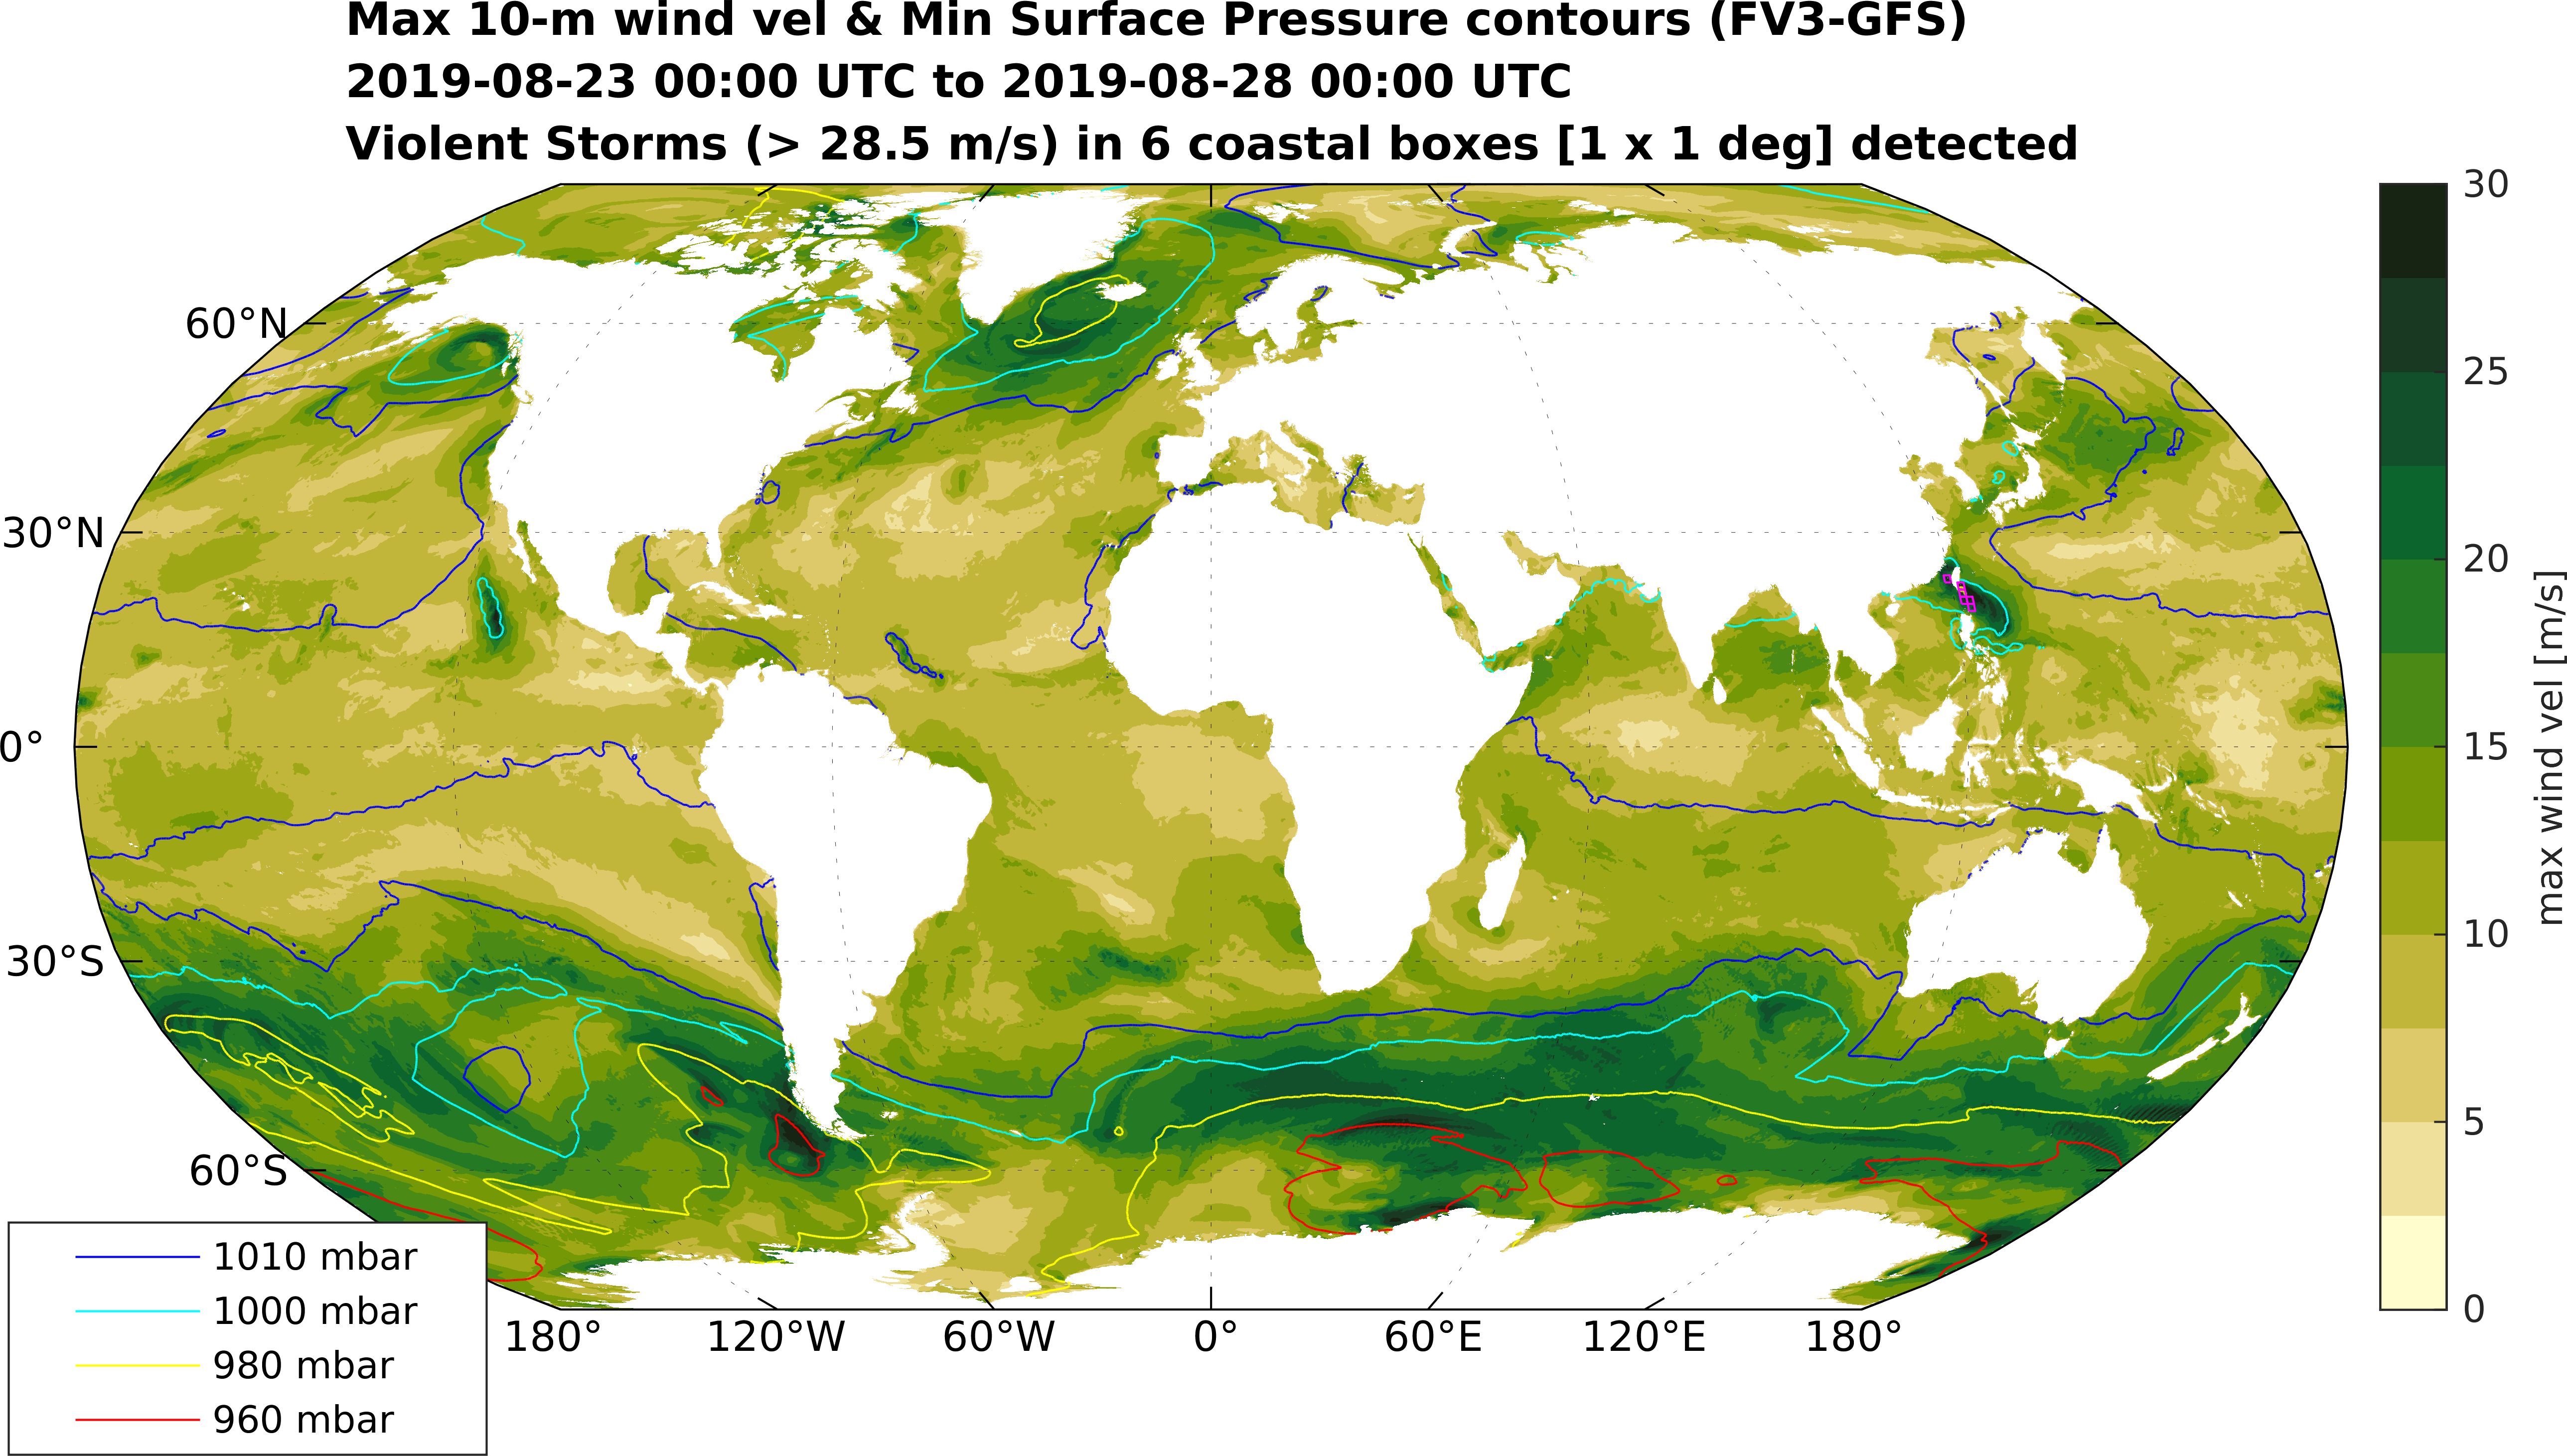 Max 10-m wind vel & Min Surface Pressure contours (FV3-GFS)
2019-08-23 00:00 UTC to 2019-08-28 00:00 UTC
Violent Storms (> 28.5 m/s) in 6 coastal boxes [1 x 1 deg] detected
60°N
30°N
0°
30°S
60°S
180°
120°W
60°W
0°
60°E
120°E
180°
1010 mbar
1000 mbar
980 mbar
960 mbar
30
25
20
15
10
5
0
max wind vel [m/s]